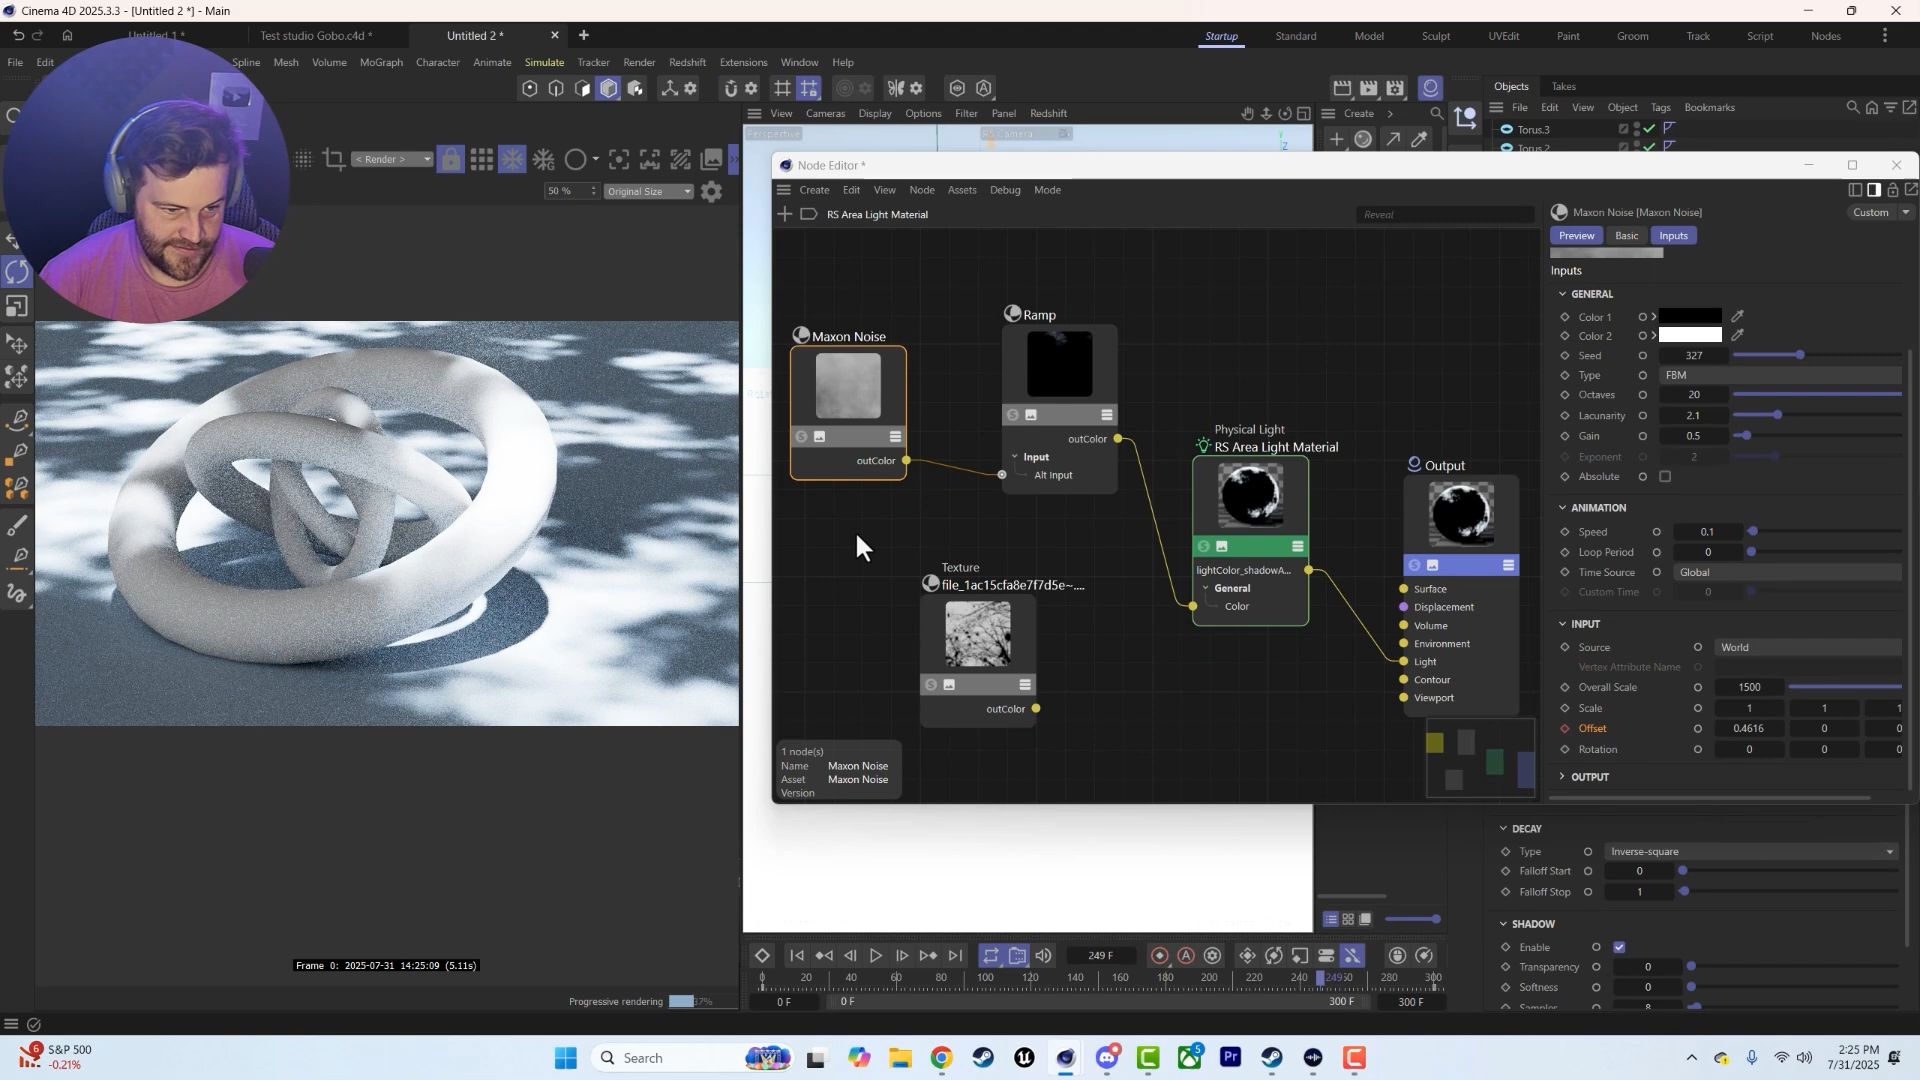 Cinema 4D 2025.3.3 - [Untitled 2 *] - Main
Untitled 1 *
Test studio Gobo.c4d *
Untitled 2 *
Startup
Standard
Model
Sculpt
UVEdit
Paint
Groom
Track
Script
Nodes
File Edit
Spline Mesh Volume MoGraph Character Animate Simulate Tracker Render Redshift Extensions Window Help
Objects Takes
File Edit View Object Tags Bookmarks
View Cameras Display Options Filter Panel Redshift
Create
Perspective
RS Camera
Y
Z
Torus.3
Torus.2
< Render >
50 %
Original Size
Node Editor *
Create Edit View Node Assets Debug Mode
RS Area Light Material
Reveal
Maxon Noise [Maxon Noise]
Custom
Preview Basic Inputs
Inputs
GENERAL
Color 1
Color 2
Seed 327
Type FBM
Octaves 20
Lacunarity 2.1
Gain 0.5
Exponent 2
Absolute
ANIMATION
Speed 0.1
Loop Period 0
Time Source Global
Custom Time 0
INPUT
Source World
Vertex Attribute Name
Overall Scale 1500
Scale 1 1 1
Offset 0.4616 0 0
Rotation 0 0 0
OUTPUT
Maxon Noise
outColor
Ramp
outColor
Input
Alt Input
Texture
file_1ac15cfa8e7f7d5e~....
outColor
Physical Light
RS Area Light Material
lightColor_shadowA...
General
Color
Output
Surface
Displacement
Volume
Environment
Light
Contour
Viewport
1 node(s)
Name Maxon Noise
Asset Maxon Noise
Version
DECAY
Type Inverse-square
Falloff Start 0
Falloff Stop 1
SHADOW
Enable
Transparency 0
Softness 0
Samples 8
Frame 0: 2025-07-31 14:25:09 (5.11s)
Progressive rendering 37%
249 F
0 20 40 60 80 100 120 140 160 180 200 220 240 249 280 300
0 F
0 F
300 F
300 F
6
S&P 500
-0.21%
Search
5
Pr
2:25 PM
7/31/2025